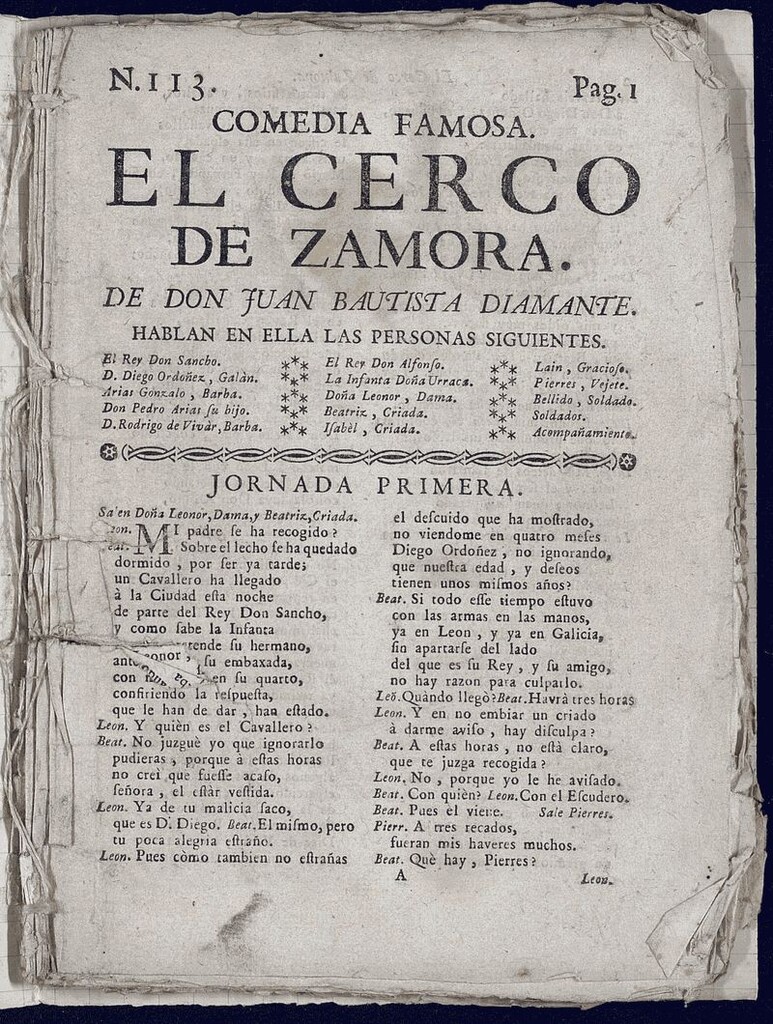 N. 113.
Pag. 1
COMEDIA FAMOSA.
EL CERCO
DE ZAMORA.
DE DON JUAN BAUTISTA DIAMANTE.
HABLAN EN ELLA LAS PERSONAS SIGUIENTES.
El Rey Don Sancho.
D. Diego Ordoñez, Galàn.
Arias Gonzalo, Barba.
Don Pedro Arias ſu hijo.
D. Rodrigo de Vivàr, Barba.
El Rey Don Alfonſo.
La Infanta Doña Urraca.
Doña Leonor, Dama.
Beatriz, Criada.
Iſabèl, Criada.
Lain, Gracioſo.
Pierres, Vejete.
Bellido, Soldado.
Soldados.
Acompañamiento.
JORNADA PRIMERA.
Sa'en Doña Leonor, Dama, y Beatriz, Criada.
MI padre ſe ha recogido?
Sobre el lecho ſe ha quedado
dormido, por ſer ya tarde;
un Cavallero ha llegado
à la Ciudad eſta noche
de parte del Rey Don Sancho,
y como ſabe la Infanta
ſu hermano,
ſu embaxada,
con en ſu quarto,
confiriendo la reſpueſta,
que le han de dar, han eſtado.
Leon. Y quièn es el Cavallero?
Beat. No juzguè yo que ignorarlo
pudieras, porque à eſtas horas
no creì que fueſſe acaſo,
ſeñora, el eſtàr veſtida.
Leon. Ya de tu malicia ſaco,
que es D. Diego. Beat. El miſmo, pero
tu poca alegria eſtraño.
Leon. Pues còmo tambien no eſtrañas
el deſcuido que ha moſtrado,
no viendome en quatro meſes
Diego Ordoñez, no ignorando,
que nueſtra edad, y deſeos
tienen unos miſmos años?
Beat. Si todo eſſe tiempo eſtuvo
con las armas en las manos,
ya en Leon, y ya en Galicia,
ſin apartarſe del lado
del que es ſu Rey, y ſu amigo,
no hay razon para culparlo.
Leõ. Quàndo llegò? Beat. Havrà tres horas
Leon. Y en no embiar un criado
à darme aviſo, hay diſculpa?
Beat. A eſtas horas, no eſtà claro,
que te juzga recogida?
Leon. No, porque yo le he aviſado.
Beat. Con quièn? Leon. Con el Eſcudero.
Beat. Pues el viene. Sale Pierres.
Pierr. A tres recados,
fueran mis haveres muchos.
Beat. Què hay, Pierres?
A
Leon.